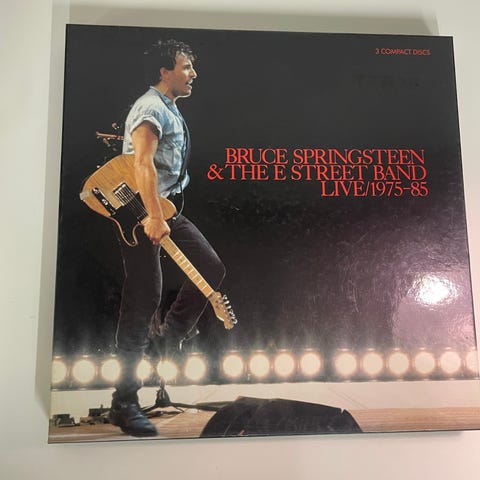 3 COMPACT DISCS
BRUCE SPRINGSTEEN
& THE E STREET BAND
LIVE/1975-85